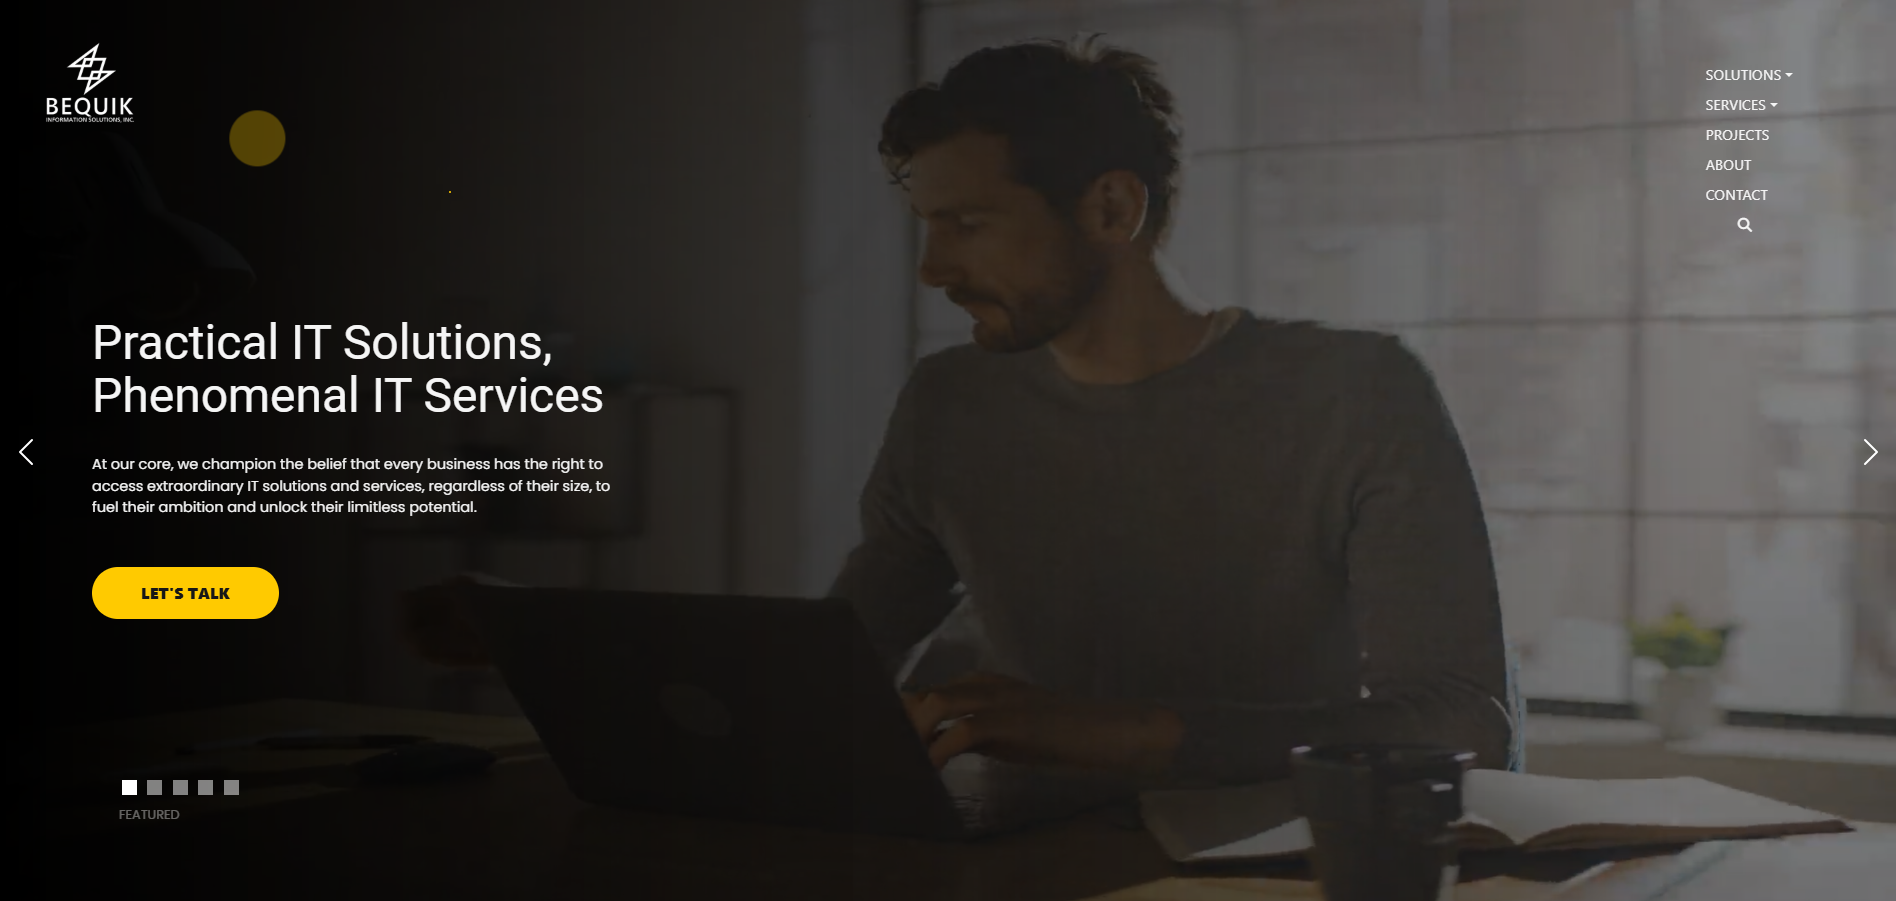 BEQUIK
INFORMATION SOLUTIONS, INC.
SOLUTIONS
SERVICES
PROJECTS
ABOUT
CONTACT
Practical IT Solutions,
Phenomenal IT Services
At our core, we champion the belief that every business has the right to
access extraordinary IT solutions and services, regardless of their size, to
fuel their ambition and unlock their limitless potential.
LET'S TALK
FEATURED